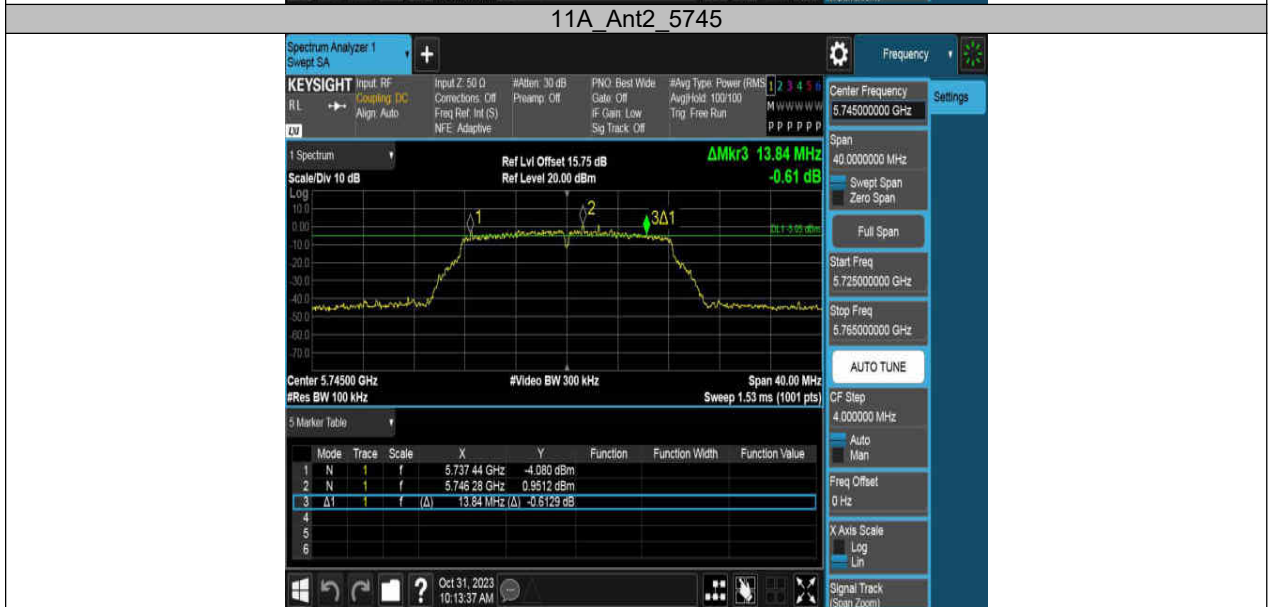 11A_Ant2_5745
Spectrum Analyzer 1
Swept SA
+
Frequency
KEYSIGHT
RL
LXI
Input: RF
Coupling: DC
Align: Auto
Input Z: 50 Ω
Corrections: Off
Freq Ref: Int (S)
NFE: Adaptive
#Atten: 30 dB
Preamp: Off
PNO: Best Wide
Gate: Off
IF Gain: Low
Sig Track: Off
#Avg Type: Power (RMS
Avg|Hold: 100/100
Trig: Free Run
1 2 3 4 5 6
M W W W W W
P P P P P P
Center Frequency
5.745000000 GHz
Settings
Span
40.0000000 MHz
Swept Span
Zero Span
Full Span
Start Freq
5.725000000 GHz
Stop Freq
5.765000000 GHz
AUTO TUNE
CF Step
4.000000 MHz
Auto
Man
Freq Offset
0 Hz
X Axis Scale
Log
Lin
Signal Track
(Span Zoom)
1 Spectrum
Scale/Div 10 dB
Ref Lvl Offset 15.75 dB
Ref Level 20.00 dBm
ΔMkr3 13.84 MHz
-0.61 dB
Log
10.0
0.00
-10.0
-20.0
-30.0
-40.0
-50.0
-60.0
-70.0
1
2
3Δ1
DL1 -5.05 dBm
Center 5.74500 GHz
#Res BW 100 kHz
#Video BW 300 kHz
Span 40.00 MHz
Sweep 1.53 ms (1001 pts)
5 Marker Table
Mode Trace Scale X Y Function Function Width Function Value
1 N 1 f 5.737 44 GHz -4.080 dBm
2 N 1 f 5.746 28 GHz 0.9512 dBm
3 Δ1 1 f (Δ) 13.84 MHz (Δ) -0.6129 dB
4
5
6
?
Oct 31, 2023
10:13:37 AM